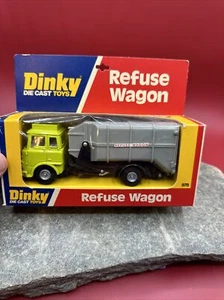 Dinky
DIE CAST TOYS
Refuse
Wagon
Dinky
DIE CAST TOYS
Refuse Wagon